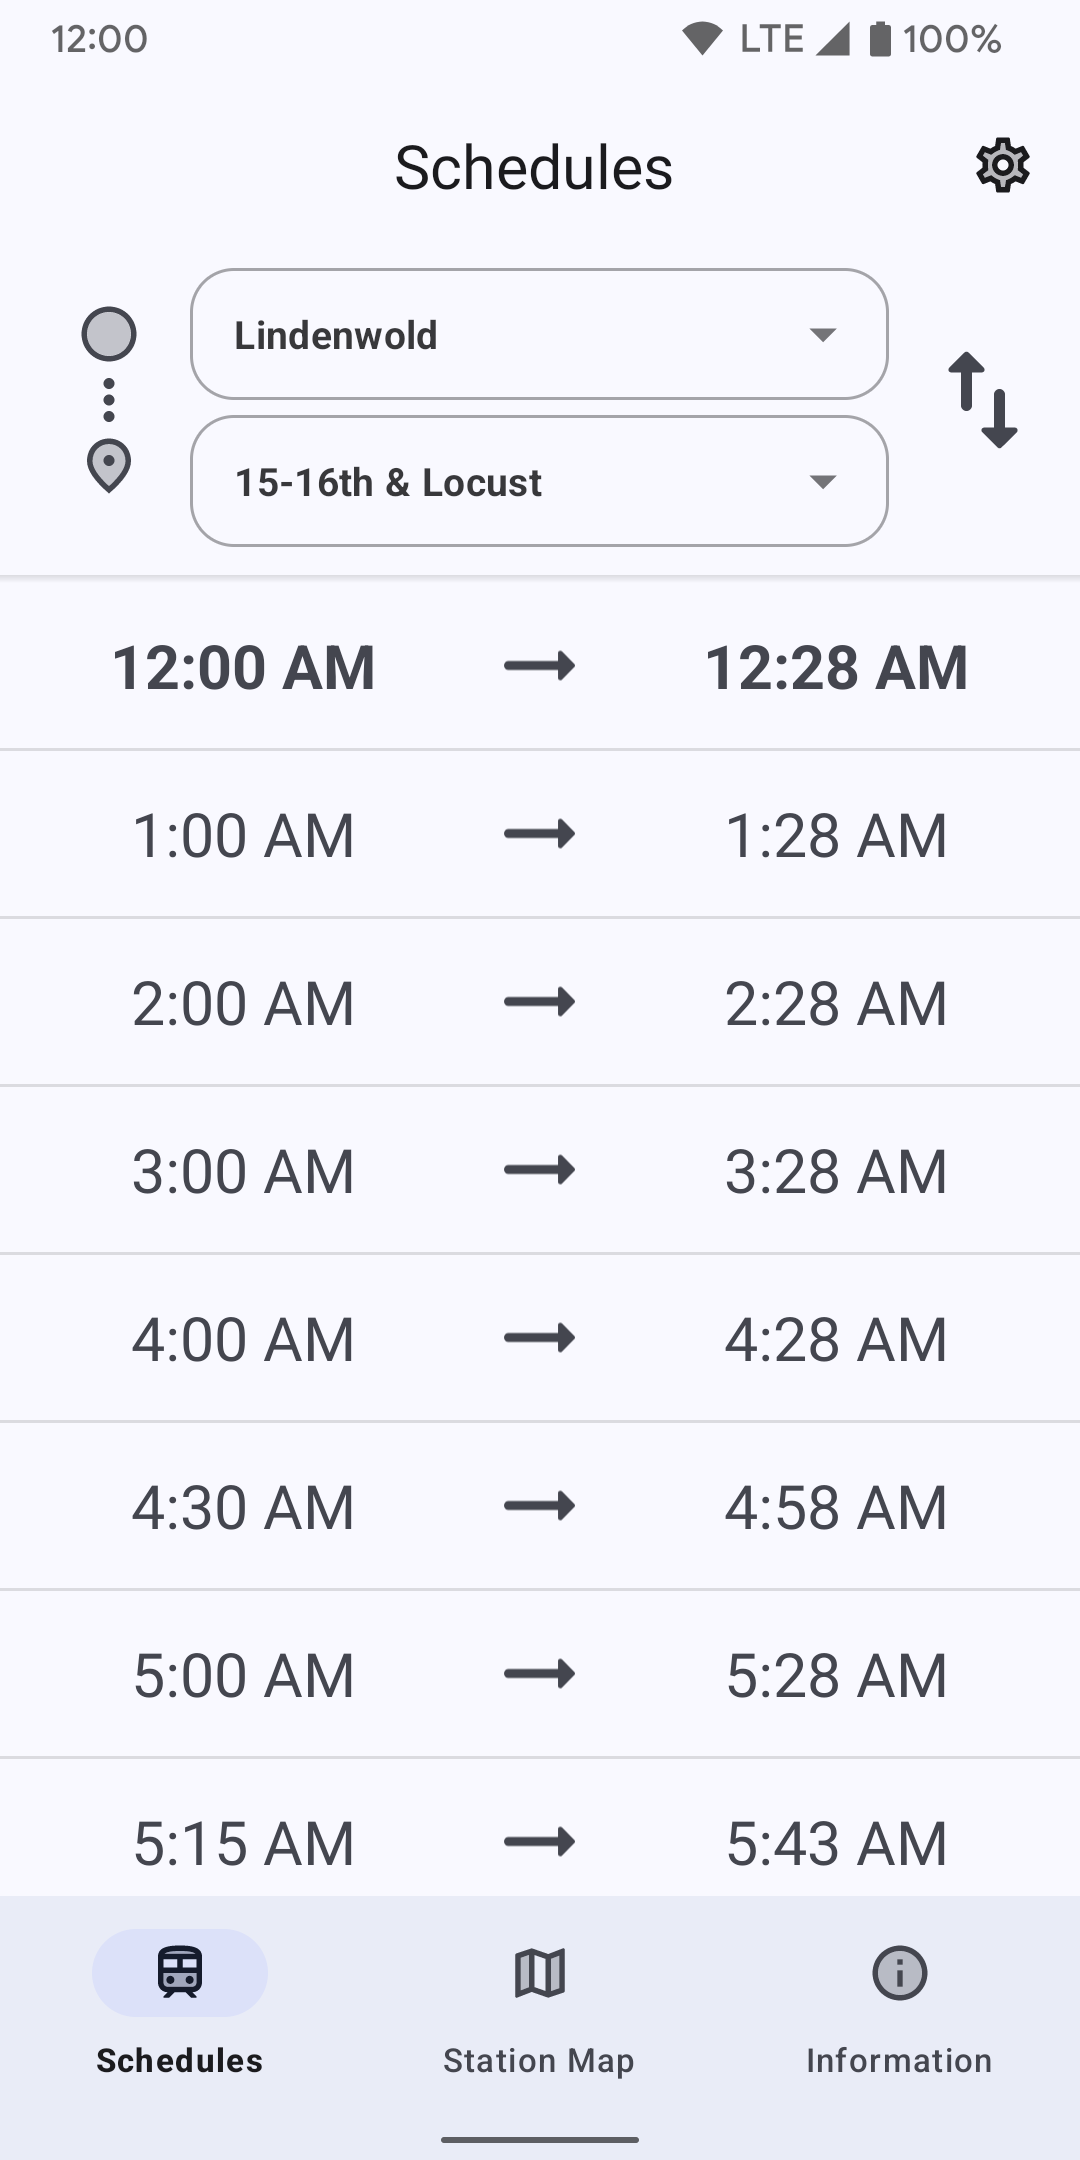 12:00 LTE 100%
Schedules
Lindenwold
15-16th & Locust
12:00 AM 12:28 AM
1:00 AM 1:28 AM
2:00 AM 2:28 AM
3:00 AM 3:28 AM
4:00 AM 4:28 AM
4:30 AM 4:58 AM
5:00 AM 5:28 AM
5:15 AM 5:43 AM
Schedules Station Map Information